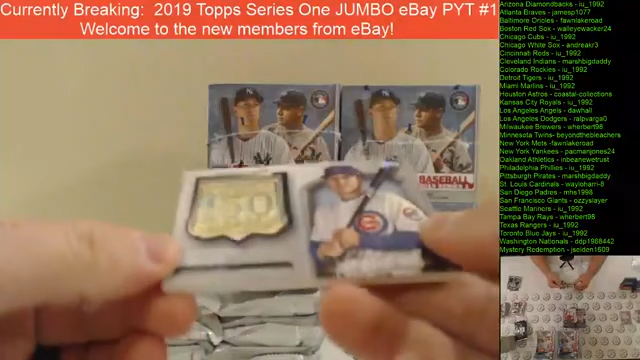 Currently Breaking: 2019 Topps Series One JUMBO eBay PYT #1
Welcome to the new members from eBay!
BASEBALL
Arizona Diamondbacks - iu_1992
Atlanta Braves - jamesp1077
Baltimore Orioles - fawnlakeroad
Boston Red Sox - walleywacker24
Chicago Cubs - iu_1992
Chicago White Sox - andreakr3
Cincinnati Reds - iu_1992
Cleveland Indians - marshbigdaddy
Colorado Rockies - iu_1992
Detroit Tigers - iu_1992
Miami Marlins - iu_1992
Houston Astros - coastal-collections
Kansas City Royals - iu_1992
Los Angeles Angels - dawhall
Los Angeles Dodgers - ralpvarga0
Milwaukee Brewers - wherbert98
Minnesota Twins- beyondthebleachers
New York Mets -fawnlakeroad
New York Yankees - pacmanjones24
Oakland Athletics - inbeanewetrust
Philadelphia Phillies - iu_1992
Pittsburgh Pirates - marshbigdaddy
St. Louis Cardinals - wayloharri-8
San Diego Padres - mhs1998
San Francisco Giants - ozzyslayer
Seattle Mariners - iu_1992
Tampa Bay Rays - wherbert98
Texas Rangers - iu_1992
Toronto Blue Jays - iu_1992
Washington Nationals - ddp1968442
Mystery Redemption - jseiden1609